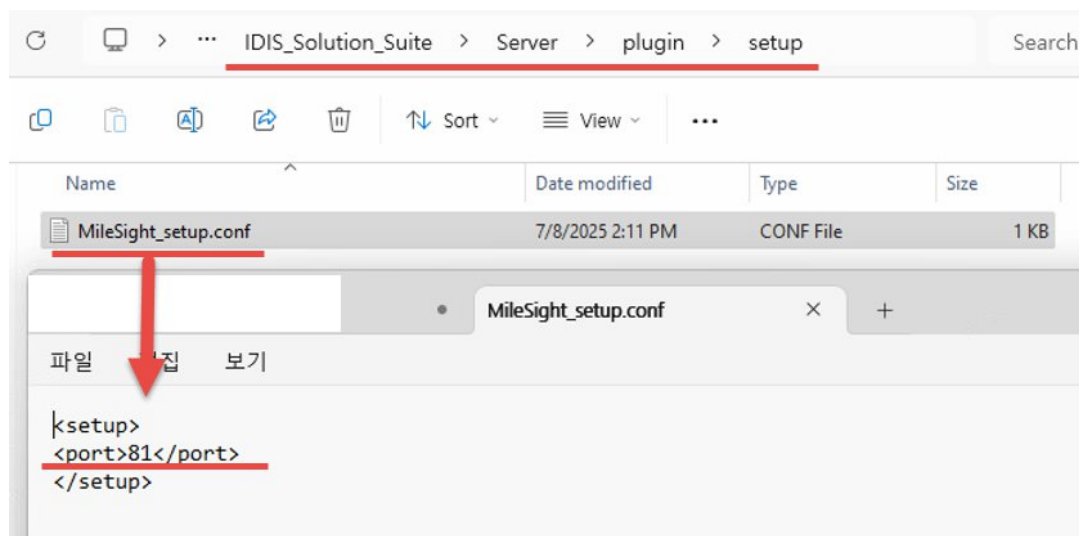 IDIS_Solution_Suite > Server > plugin > setup Search
Sort View
Name Date modified Type Size
MileSight_setup.conf 7/8/2025 2:11 PM CONF File 1 KB
MileSight_setup.conf
파일 보기
<setup>
<port>81</port>
</setup>